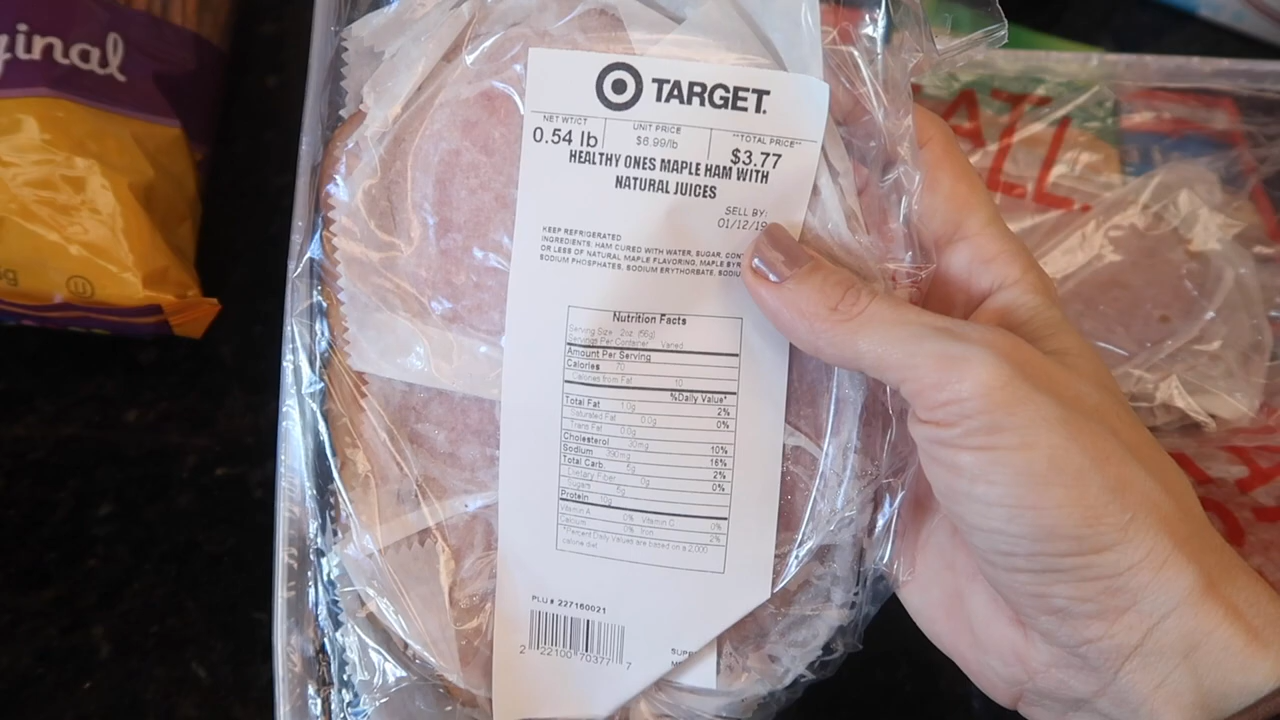 ginal
TARGET.
NET WT/CT
0.54 lb
UNIT PRICE
$6.99/lb
**TOTAL PRICE**
$3.77
HEALTHY ONES MAPLE HAM WITH
NATURAL JUICES
SELL BY:
01/12/19
KEEP REFRIGERATED
INGREDIENTS: HAM CURED WITH WATER, SUGAR, CONT
OR LESS OF NATURAL MAPLE FLAVORING, MAPLE SYR
SODIUM PHOSPHATES, SODIUM ERYTHORBATE, SODIU
Nutrition Facts
Serving Size 2oz. (56g)
Servings Per Container Varied
Amount Per Serving
Calories 70
Calories from Fat 10
%Daily Value*
Total Fat 1.0g 2%
Saturated Fat 0.0g 0%
Trans Fat 0.0g
Cholesterol 30mg 10%
Sodium 390mg 16%
Total Carb. 5g 2%
Dietary Fiber 0g 0%
Sugars 5g
Protein 10g
Vitamin A 0% Vitamin C 0%
Calcium 0% Iron 2%
*Percent Daily Values are based on a 2,000
calorie diet.
PLU# 227160021
2 22100 70377 7
SUPP